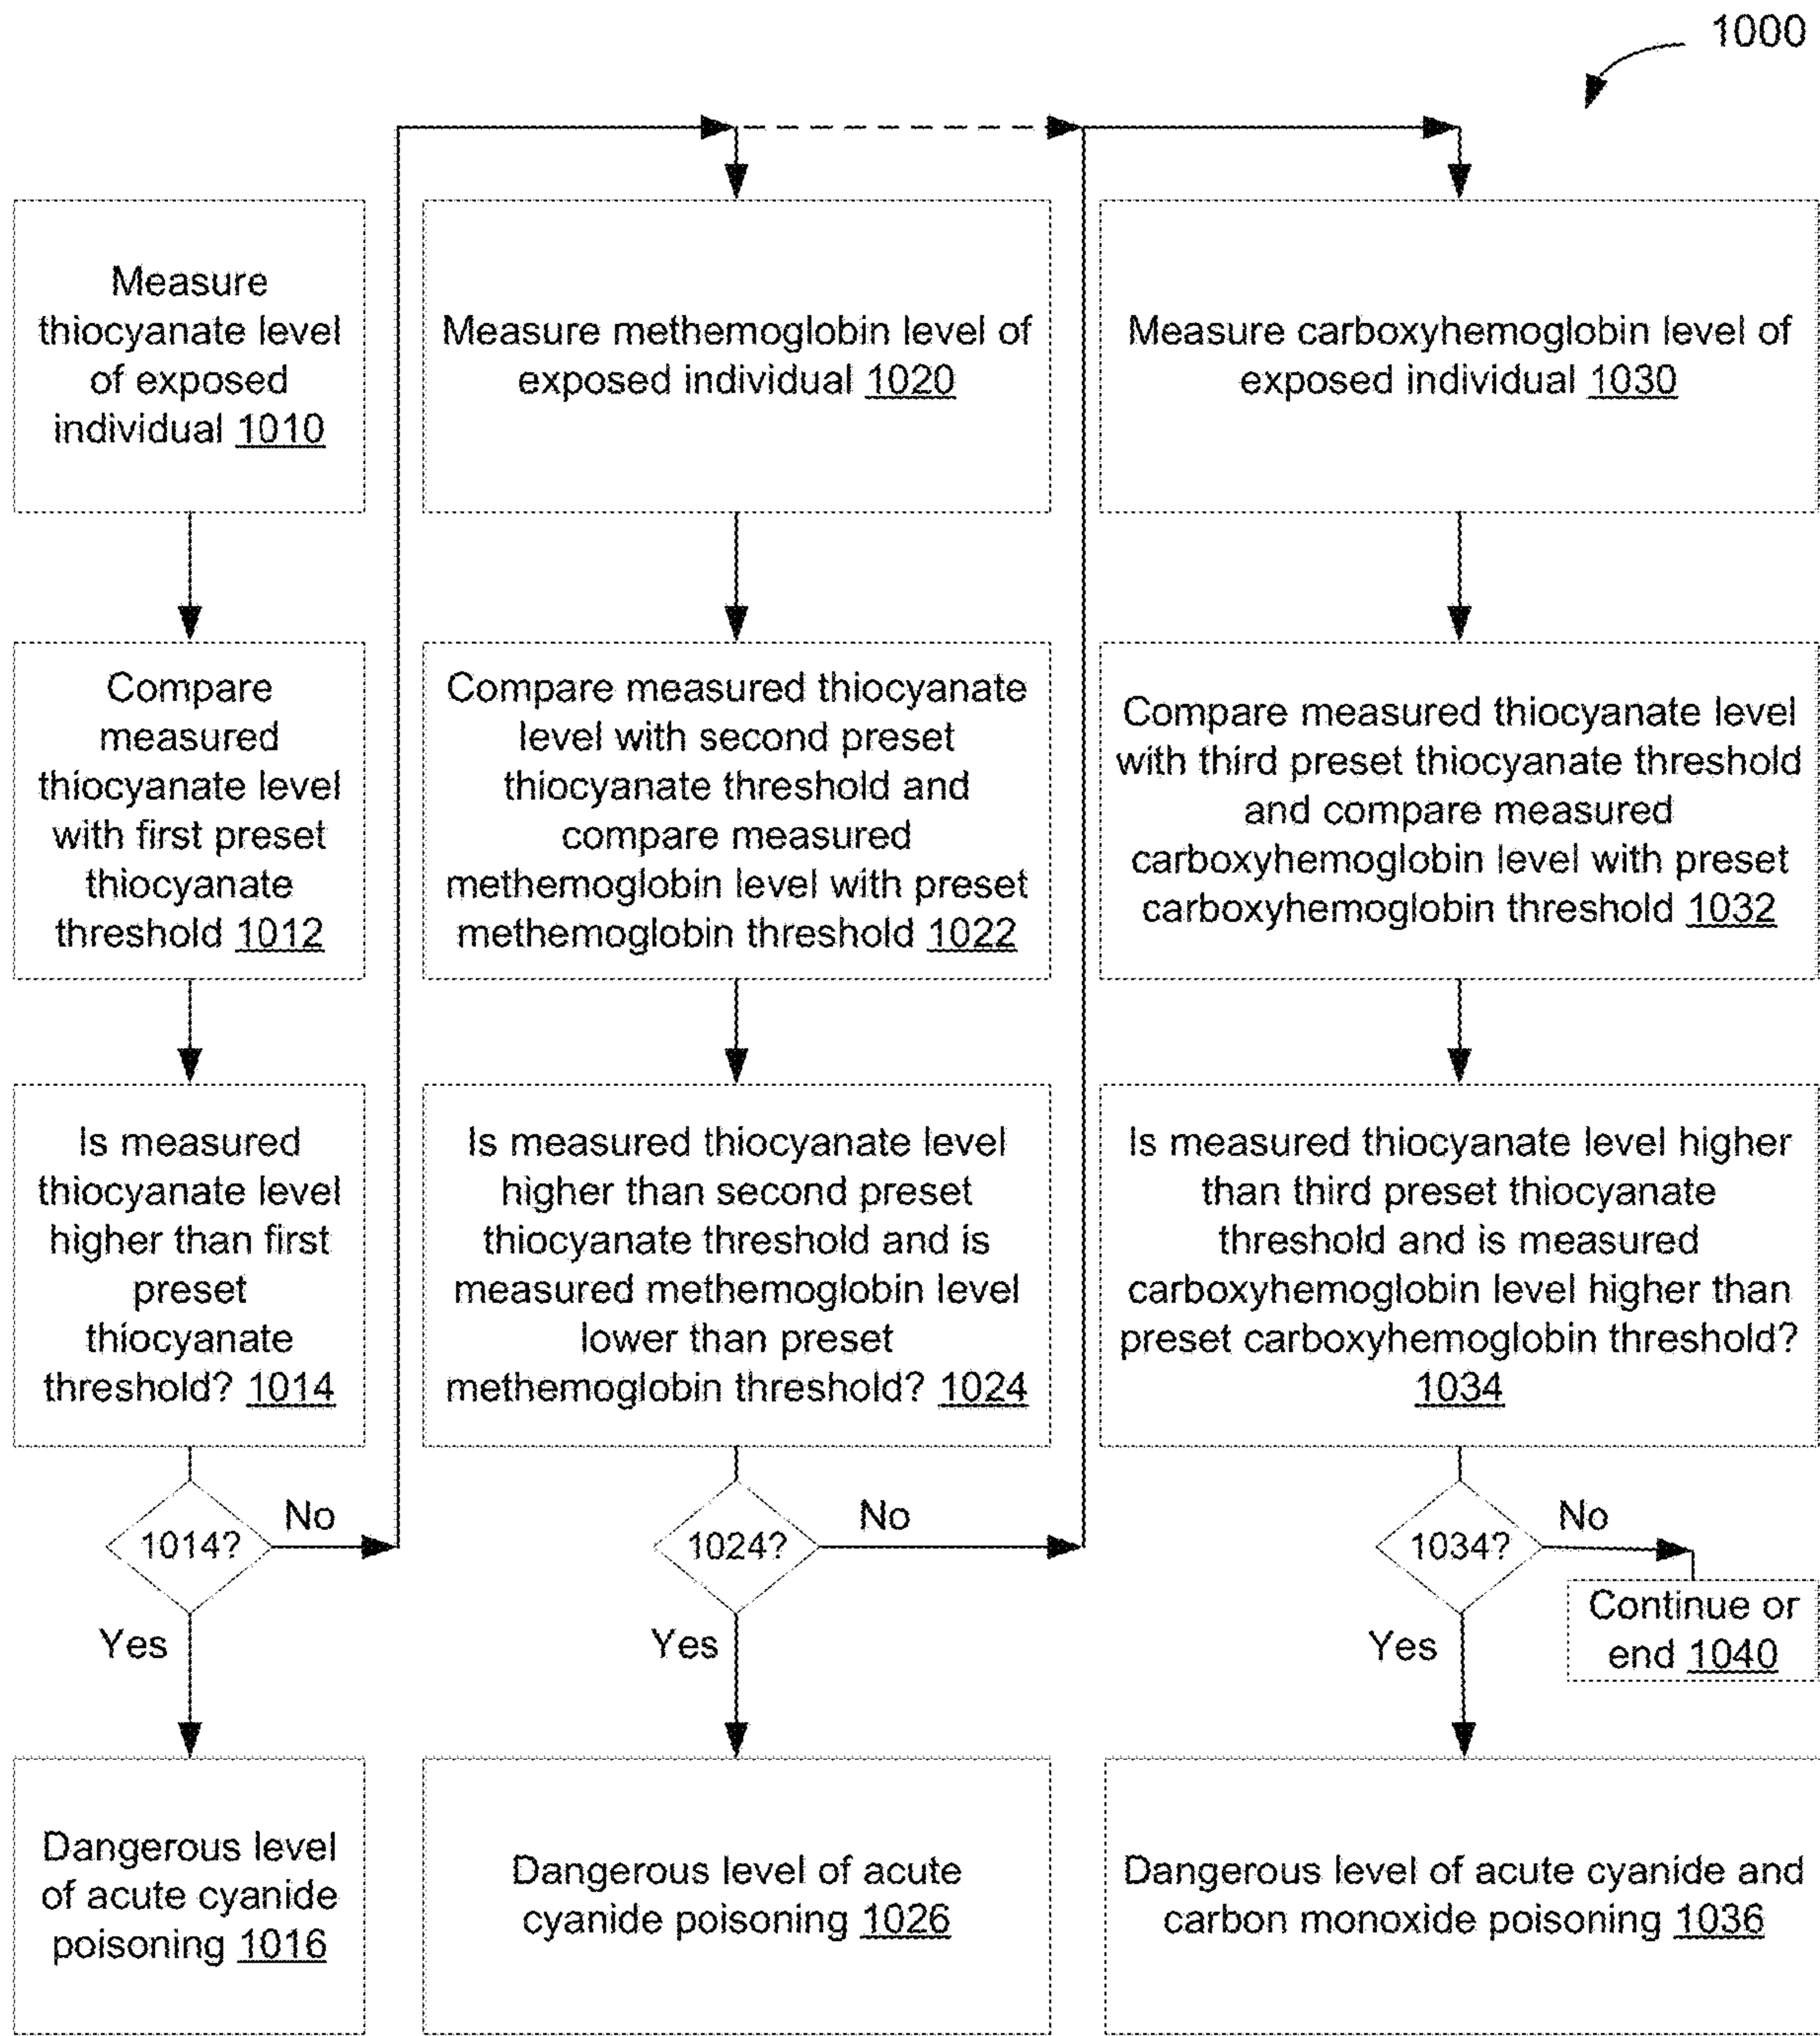 1000
Measure
thiocyanate level
of exposed
individual 1010
Measure methemoglobin level of
exposed individual 1020
Measure carboxyhemoglobin level of
exposed individual 1030
Compare
measured
thiocyanate level
with first preset
thiocyanate
threshold 1012
Compare measured thiocyanate
level with second preset
thiocyanate threshold and
compare measured
methemoglobin level with preset
methemoglobin threshold 1022
Compare measured thiocyanate level
with third preset thiocyanate threshold
and compare measured
carboxyhemoglobin level with preset
carboxyhemoglobin threshold 1032
Is measured
thiocyanate level
higher than first
preset
thiocyanate
threshold? 1014
Is measured thiocyanate level
higher than second preset
thiocyanate threshold and is
measured methemoglobin level
lower than preset
methemoglobin threshold? 1024
Is measured thiocyanate level higher
than third preset thiocyanate
threshold and is measured
carboxyhemoglobin level higher than
preset carboxyhemoglobin threshold?
1034
1014?
No
1024?
No
1034?
No
Yes
Yes
Yes
Continue or
end 1040
Dangerous level
of acute cyanide
poisoning 1016
Dangerous level of acute
cyanide poisoning 1026
Dangerous level of acute cyanide and
carbon monoxide poisoning 1036